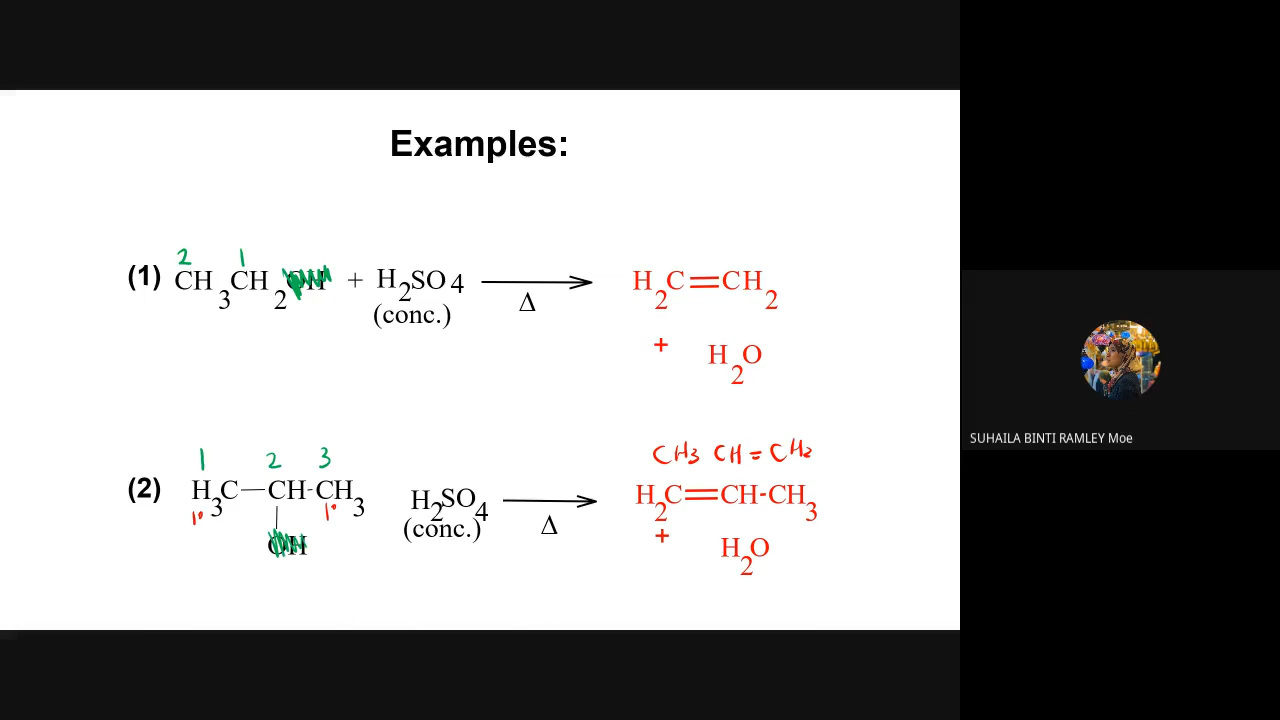 Examples:
2 1
(1) CH3CH2OH + H2SO4 H2C=CH2
(conc.) Δ
+ H2O
CH3 CH=CH2
1 2 3
(2) H3C-CH-CH3 H2SO4 H2C=CH-CH3
1° 1°
(conc.) Δ
+ H2O
OH
SUHAILA BINTI RAMLEY Moe